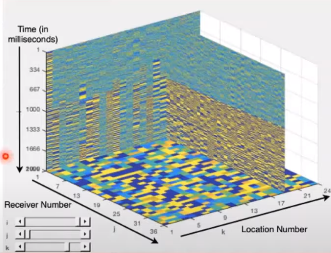 Time (in
milliseconds)
1
334
667
1000
1333
1666
1
7
13
19
25
31
36
1
5
9
13
17
21
24
Receiver Number
j
k
Location Number
i
j
k